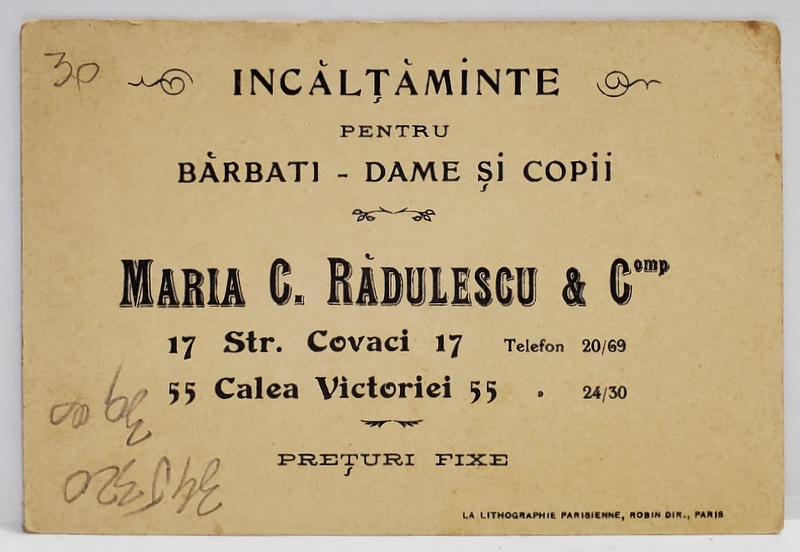 30
INCĂLȚĂMINTE
PENTRU
BĂRBATI - DAME ȘI COPII
MARIA C. RĂDULESCU & Comp
17 Str. Covaci 17 Telefon 20/69
55 Calea Victoriei 55 " 24/30
PREȚURI FIXE
LA LITHOGRAPHIE PARISIENNE, ROBIN DIR., PARIS